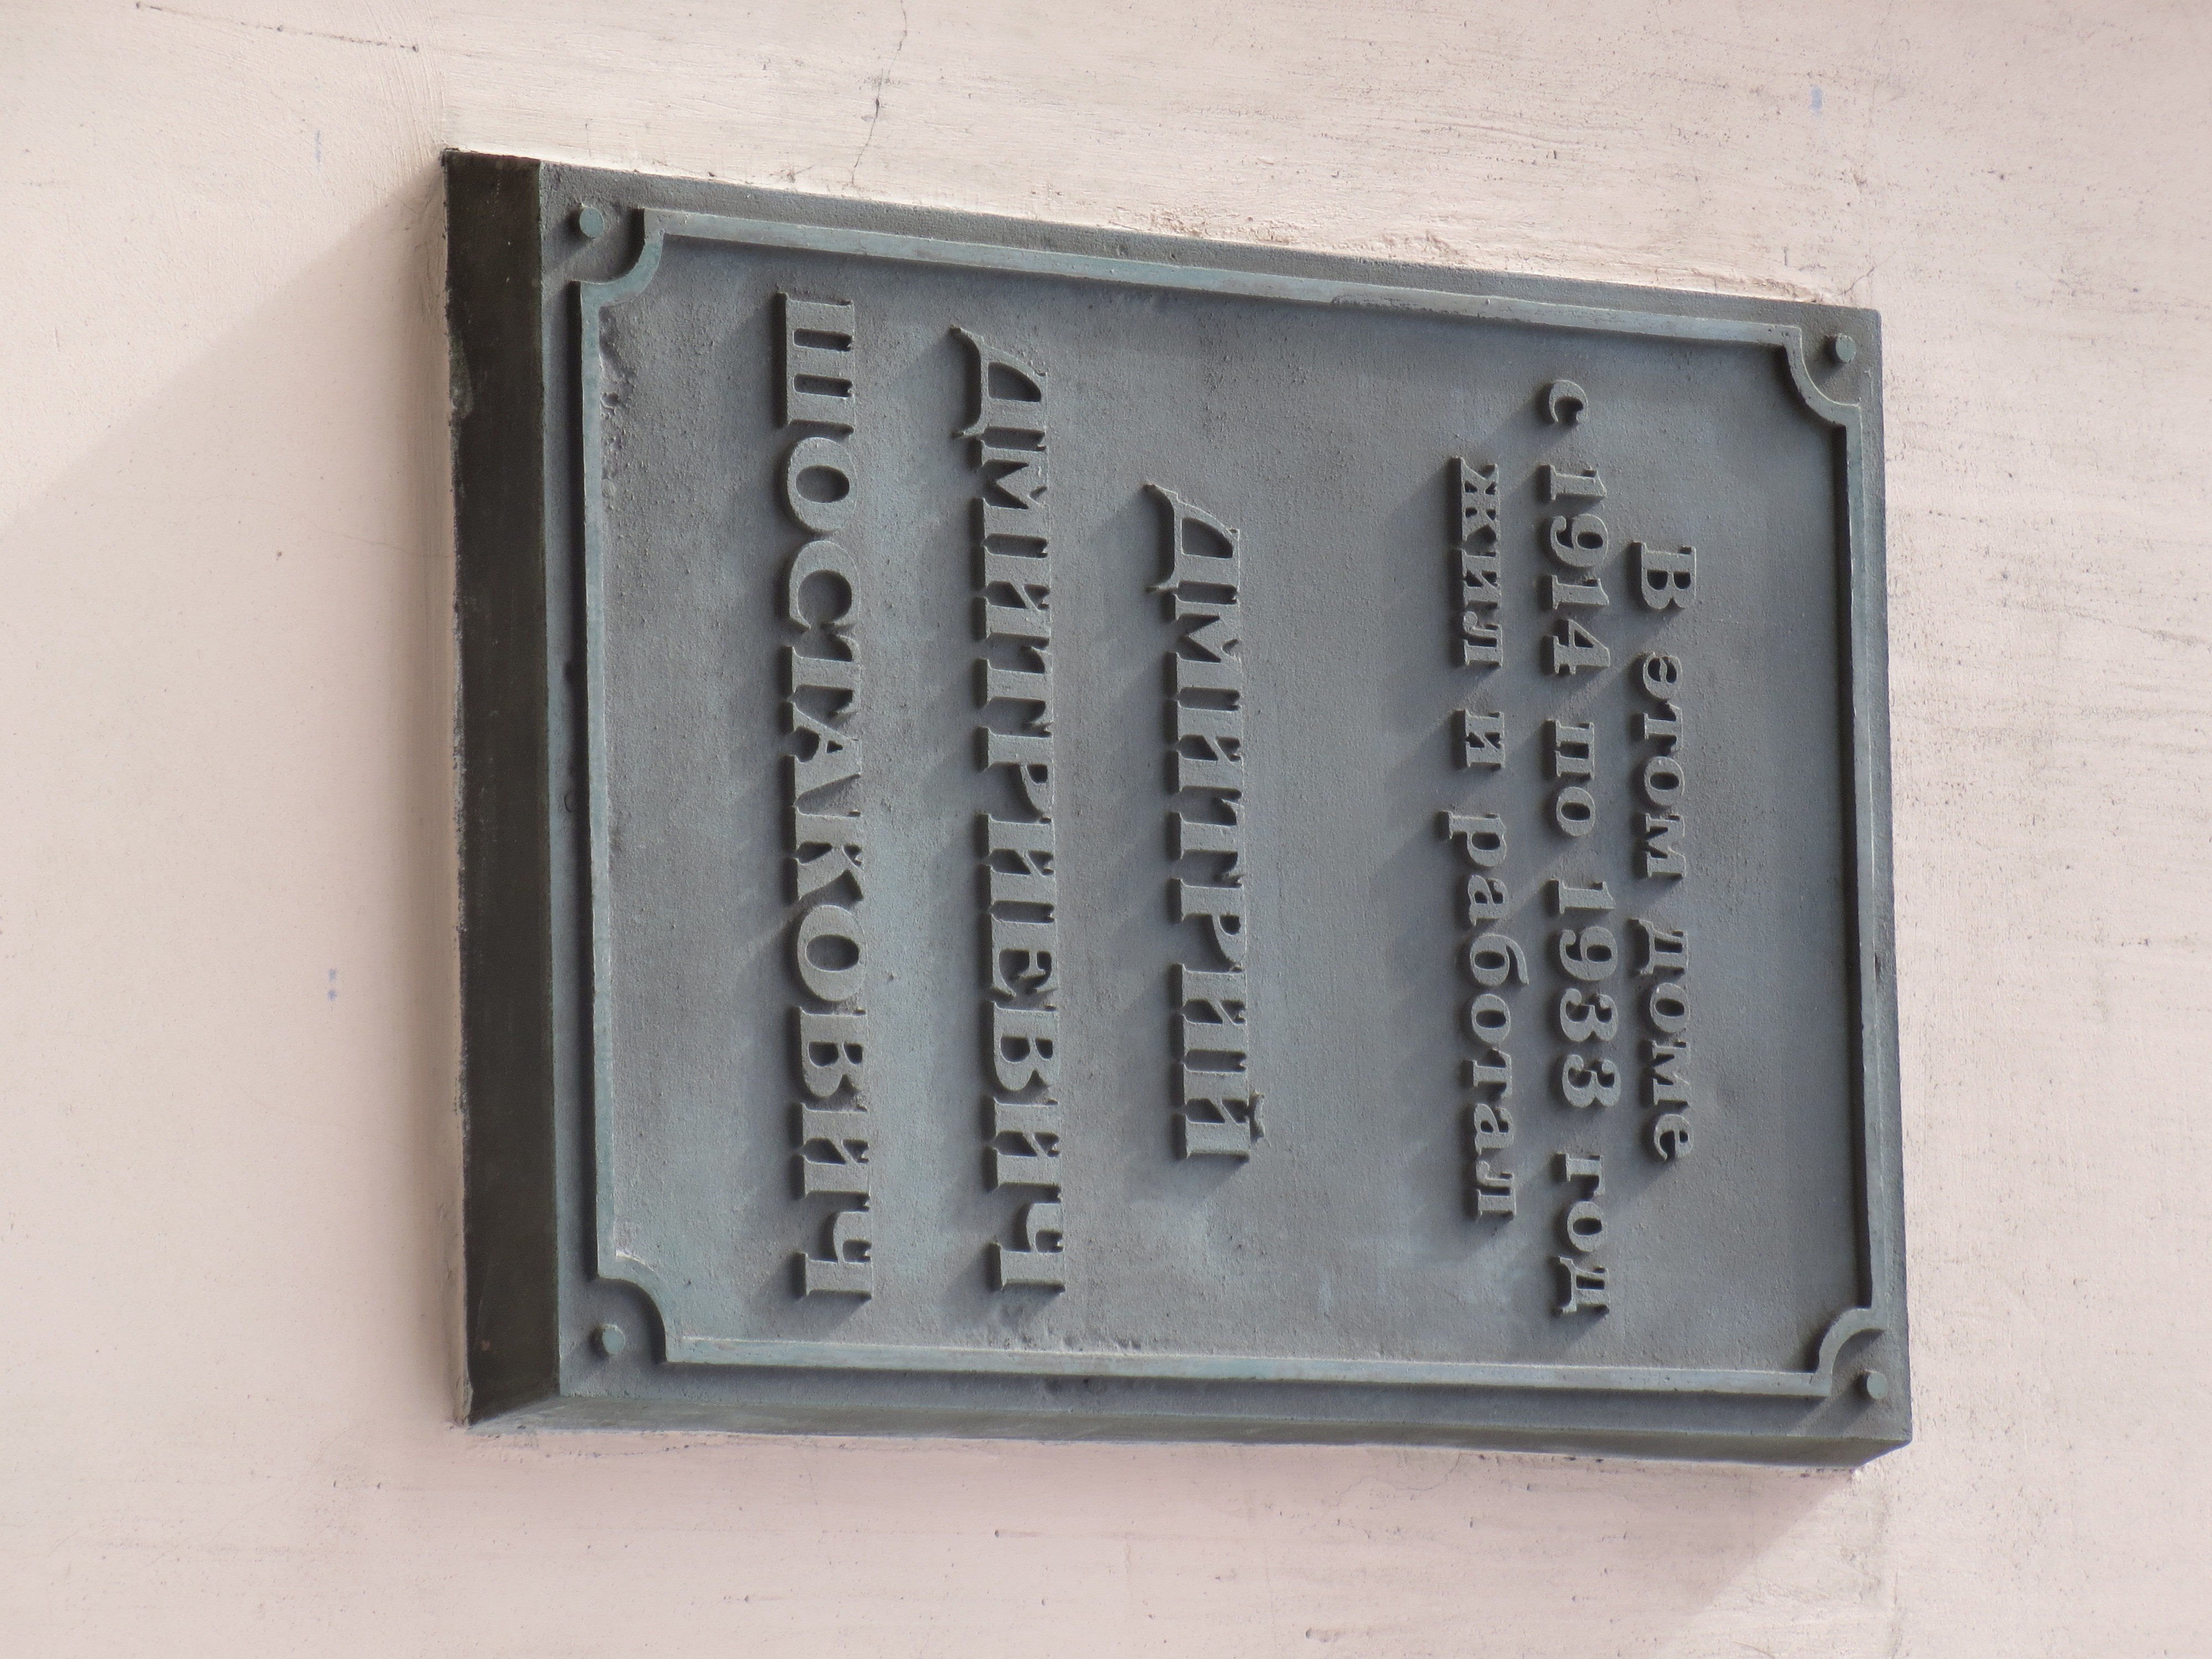 В этом доме
с 1914 по 1933 год
жил и работал
ДМИТРИЙ
ДМИТРИЕВИЧ
ШОСТАКОВИЧ